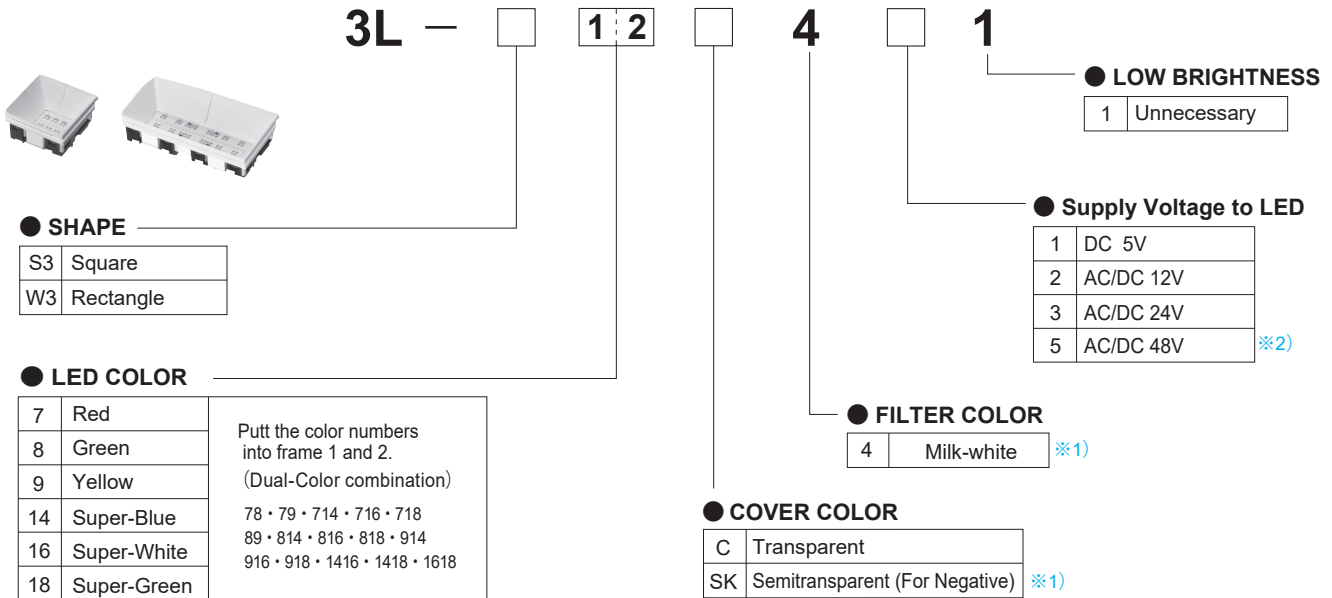 3L － □ 1 2 □ 4 □ 1
● LOW BRIGHTNESS
1 Unnecessary
● Supply Voltage to LED
1 DC 5V
2 AC/DC 12V
3 AC/DC 24V
5 AC/DC 48V ※2）
● SHAPE
S3 Square
W3 Rectangle
● LED COLOR
7 Red
8 Green
9 Yellow
14 Super-Blue
16 Super-White
18 Super-Green
Putt the color numbers
into frame 1 and 2.
（Dual-Color combination）
78・79・714・716・718
89・814・816・818・914
916・918・1416・1418・1618
● FILTER COLOR
4 Milk-white ※1）
● COVER COLOR
C Transparent
SK Semitransparent (For Negative) ※1）